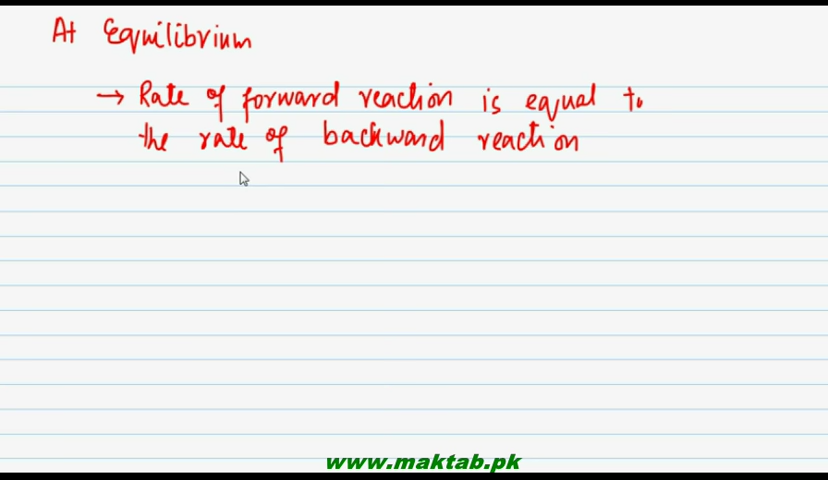 At Equilibrium
→ Rate of forward reaction is equal to
the rate of backward reaction
www.maktab.pk